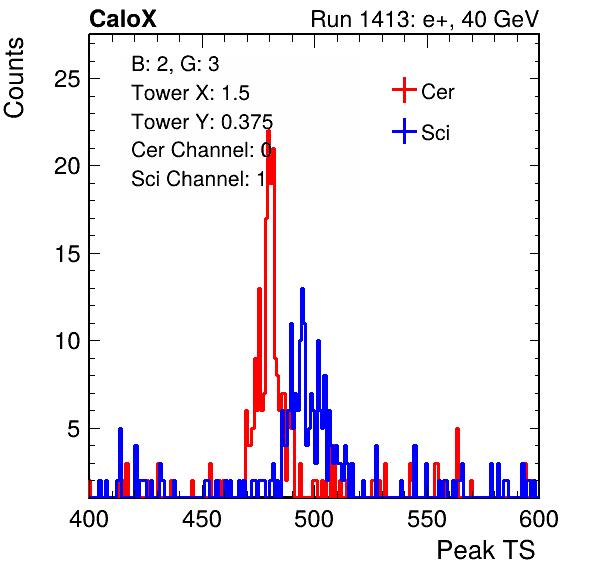 CaloX Run 1413: e+, 40 GeV
Counts
B: 2, G: 3
Tower X: 1.5
Tower Y: 0.375
Cer Channel: 0
Sci Channel: 1
Cer
Sci
25
20
15
10
5
400 450 500 550 600
Peak TS